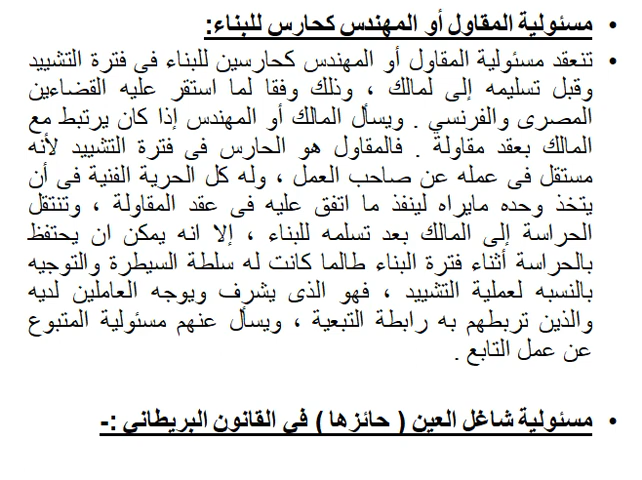 • مسئولية المقاول أو المهندس كحارس للبناء:
• تنعقد مسئولية المقاول أو المهندس كحارسين للبناء فى فترة التشييد
وقبل تسليمه إلى لمالك ، وذلك وفقا لما استقر عليه القضاءين
المصرى والفرنسي . ويسأل المالك أو المهندس إذا كان يرتبط مع
المالك بعقد مقاولة . فالمقاول هو الحارس فى فترة التشييد لأنه
مستقل فى عمله عن صاحب العمل ، وله كل الحرية الفنية فى أن
يتخذ وحده مايراه لينفذ ما اتفق عليه فى عقد المقاولة ، وتنتقل
الحراسة إلى المالك بعد تسلمه للبناء ، إلا انه يمكن ان يحتفظ
بالحراسة أثناء فترة البناء طالما كانت له سلطة السيطرة والتوجيه
بالنسبه لعملية التشييد ، فهو الذى يشرف ويوجه العاملين لديه
والذين تربطهم به رابطة التبعية ، ويسأل عنهم مسئولية المتبوع
عن عمل التابع .
• مسئولية شاغل العين ( حائزها ) في القانون البريطاني :-